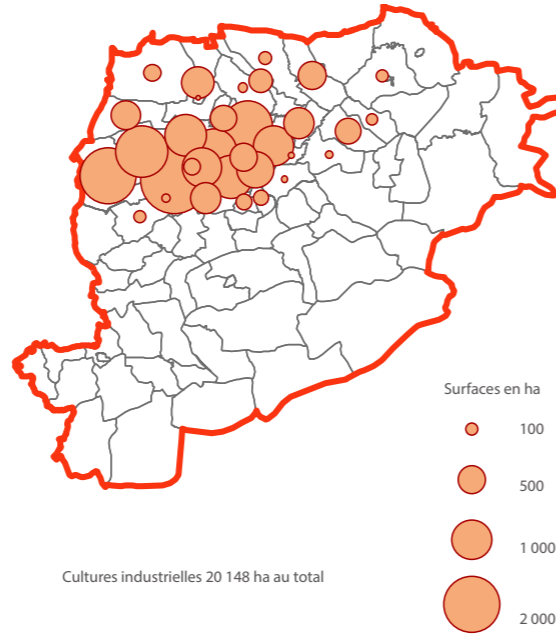 Surfaces en ha
100
500
1 000
Cultures industrielles 20 148 ha au total
2 000